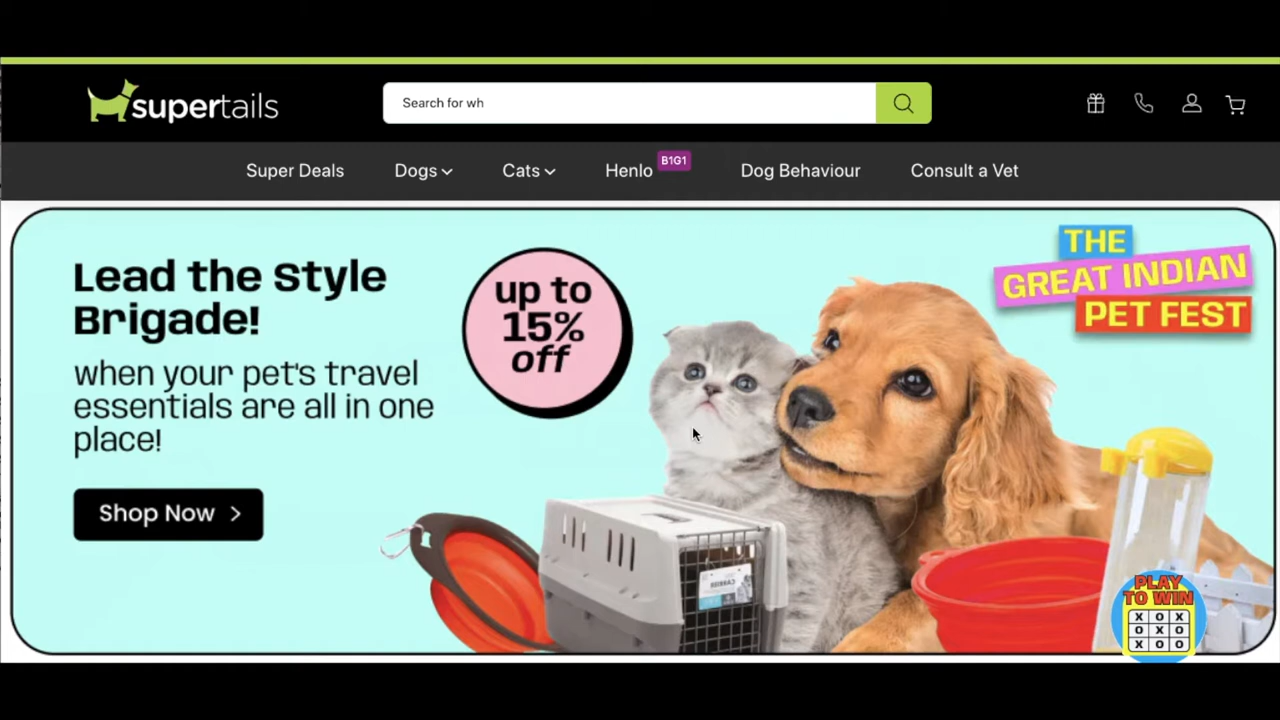 supertails
Search for wh
Super Deals
Dogs
Cats
Henlo
B1G1
Dog Behaviour
Consult a Vet
Lead the Style
Brigade!
when your pet's travel
essentials are all in one
place!
Shop Now >
up to
15%
off
THE
GREAT INDIAN
PET FEST
CARRIER
PLAY
TO WIN
X O X
O X O
X O O